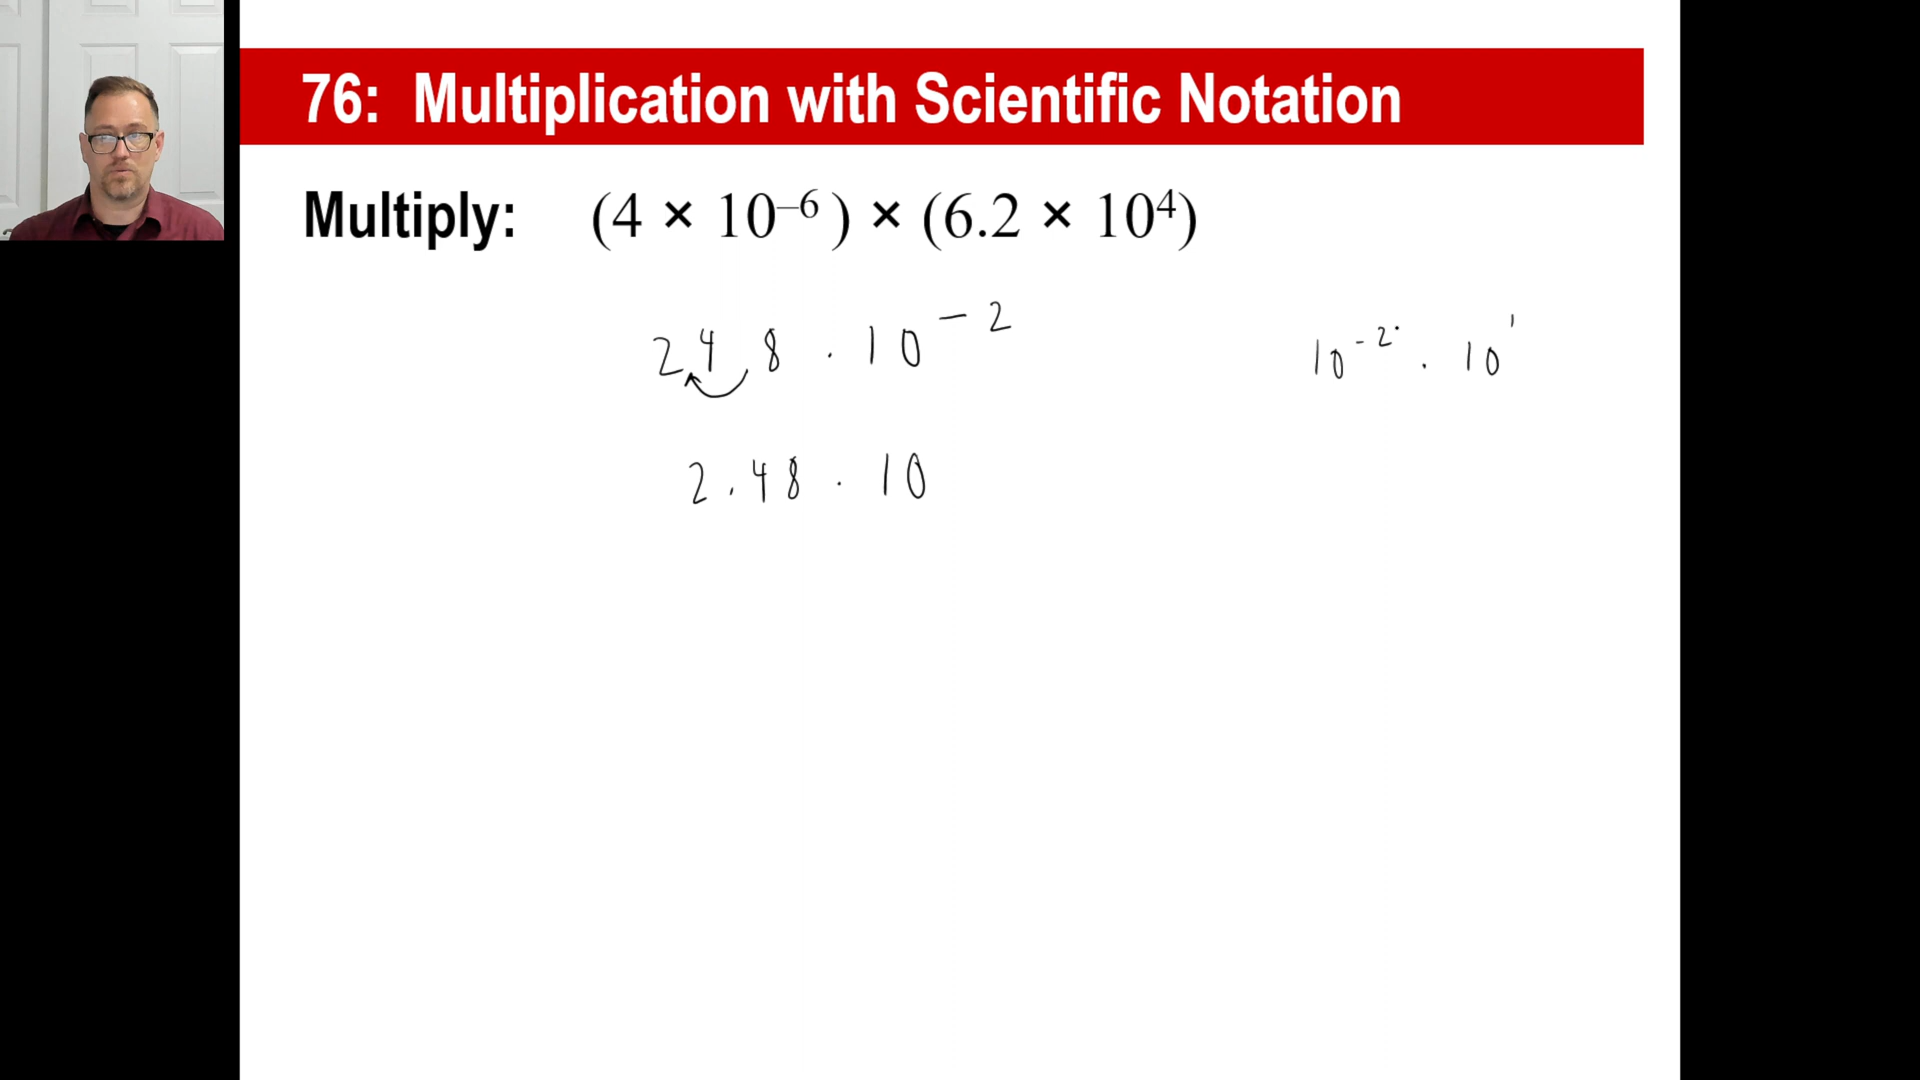 76: Multiplication with Scientific Notation
Multiply: (4 × 10⁻⁶ ) × (6.2 × 10⁴)
24 8 . 10⁻² 10⁻² . 10¹
2.48 . 10